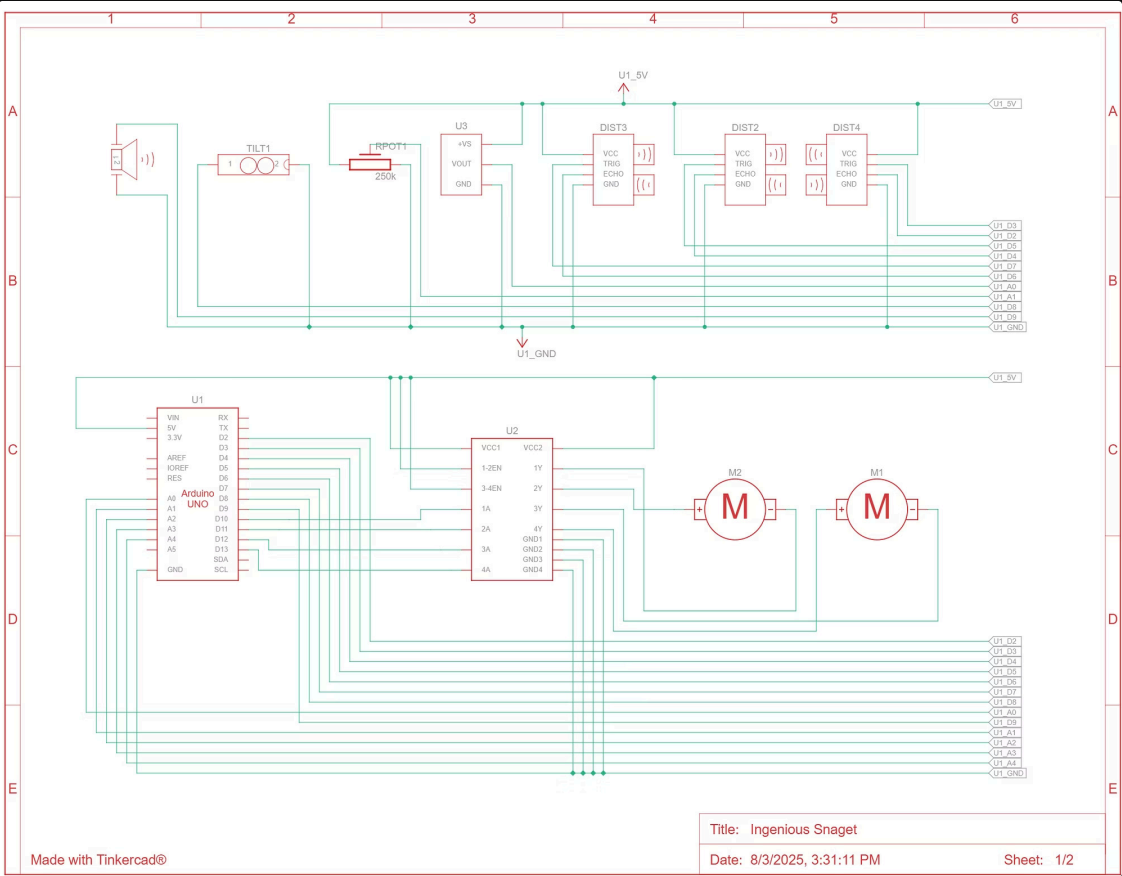 1 2 3 4 5 6
A A
B B
C C
D D
E E
U1_5V
U1_5V
TILT1
1 2
RPOT1
250k
U3
+VS
VOUT
GND
DIST3
VCC
TRIG
ECHO
GND
DIST2
VCC
TRIG
ECHO
GND
DIST4
VCC
TRIG
ECHO
GND
U1_D3
U1_D2
U1_D5
U1_D4
U1_D7
U1_D6
U1_A0
U1_A1
U1_D8
U1_D9
U1_GND
U1_GND
U1_5V
U1
VIN RX
5V TX
3.3V D2
D3
AREF D4
IOREF D5
RES D6
D7
A0 D8
A1 D9
A2 D10
A3 D11
A4 D12
A5 D13
SDA
GND SCL
Arduino
UNO
U2
VCC1 VCC2
1-2EN 1Y
3-4EN 2Y
1A 3Y
2A 4Y
GND1
3A GND2
GND3
4A GND4
M2
+ M -
M1
+ M -
U1_D2
U1_D3
U1_D4
U1_D5
U1_D6
U1_D7
U1_D8
U1_A0
U1_D9
U1_A1
U1_A2
U1_A3
U1_A4
U1_GND
Title: Ingenious Snaget
Made with Tinkercad®
Date: 8/3/2025, 3:31:11 PM Sheet: 1/2